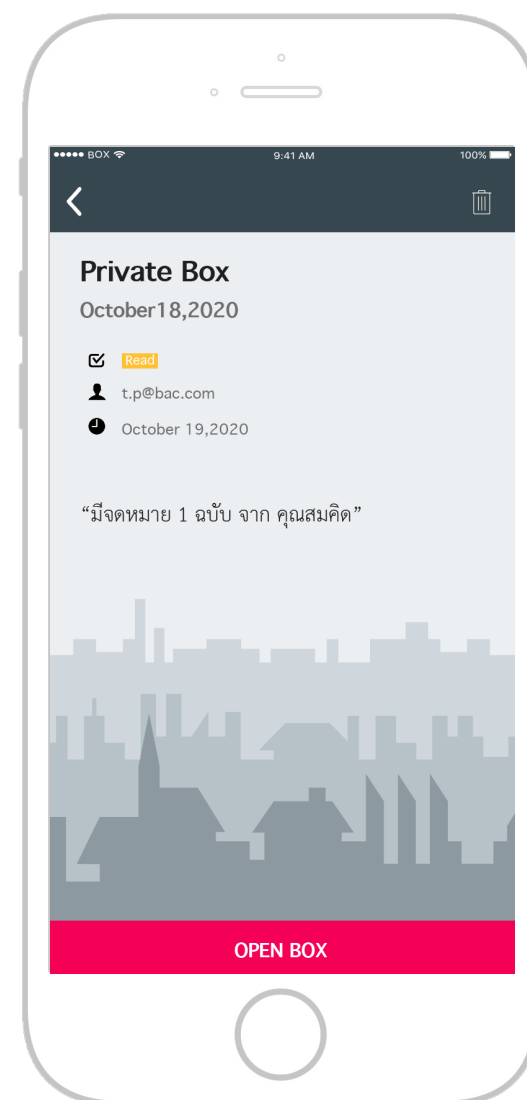 BOX 9:41 AM 100%
Private Box
October18,2020
Read
t.p@bac.com
October 19,2020
“มีจดหมาย 1 ฉบับ จาก คุณสมคิด”
OPEN BOX